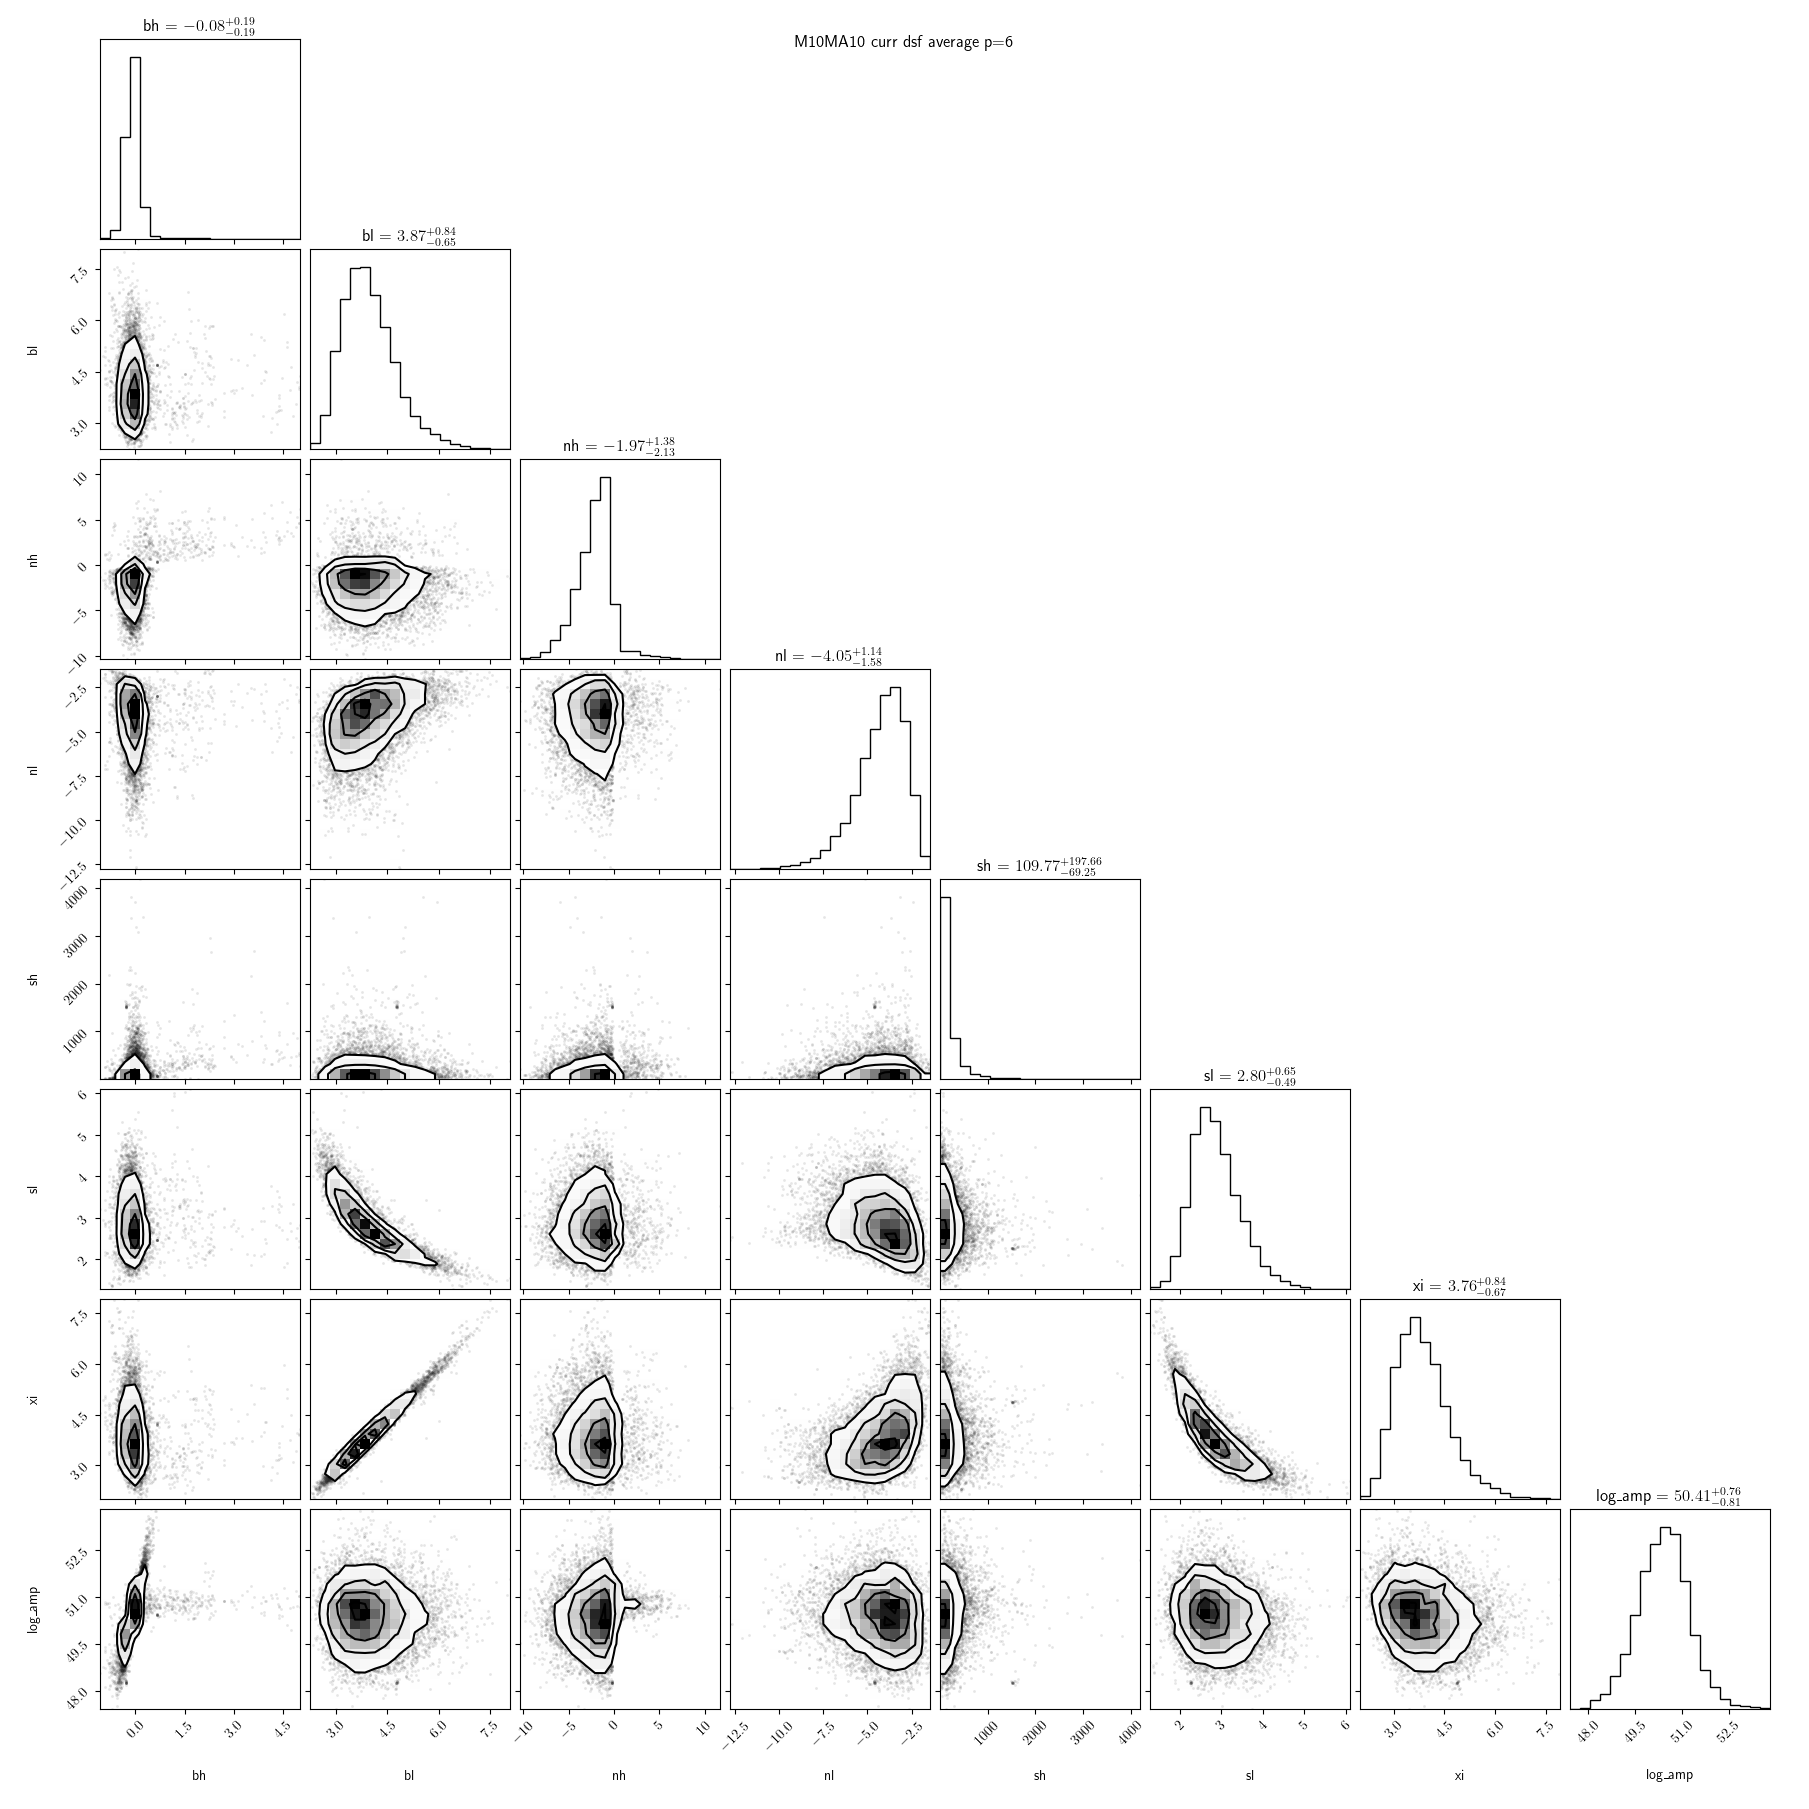 bh = −0.08 +0.19 −0.19
M10MA10 curr dsf average p=6
bl = 3.87 +0.84 −0.65
7.5
6.0
4.5
3.0
bl
nh = −1.97 +1.38 −2.13
10
5
0
−5
−10
nh
nl = −4.05 +1.14 −1.58
−2.5
−5.0
−7.5
−10.0
−12.5
nl
sh = 109.77 +197.66 −69.25
4000
3000
2000
1000
sh
sl = 2.80 +0.65 −0.49
6
5
4
3
2
sl
xi = 3.76 +0.84 −0.67
7.5
6.0
4.5
3.0
xi
log_amp = 50.41 +0.76 −0.81
52.5
51.0
49.5
48.0
log_amp
0.0 1.5 3.0 4.5 3.0 4.5 6.0 7.5 −10 −5 0 5 10 −12.5 −10.0 −7.5 −5.0 −2.5 1000 2000 3000 4000 2 3 4 5 6 3.0 4.5 6.0 7.5 48.0 49.5 51.0 52.5
bh bl nh nl sh sl xi log_amp